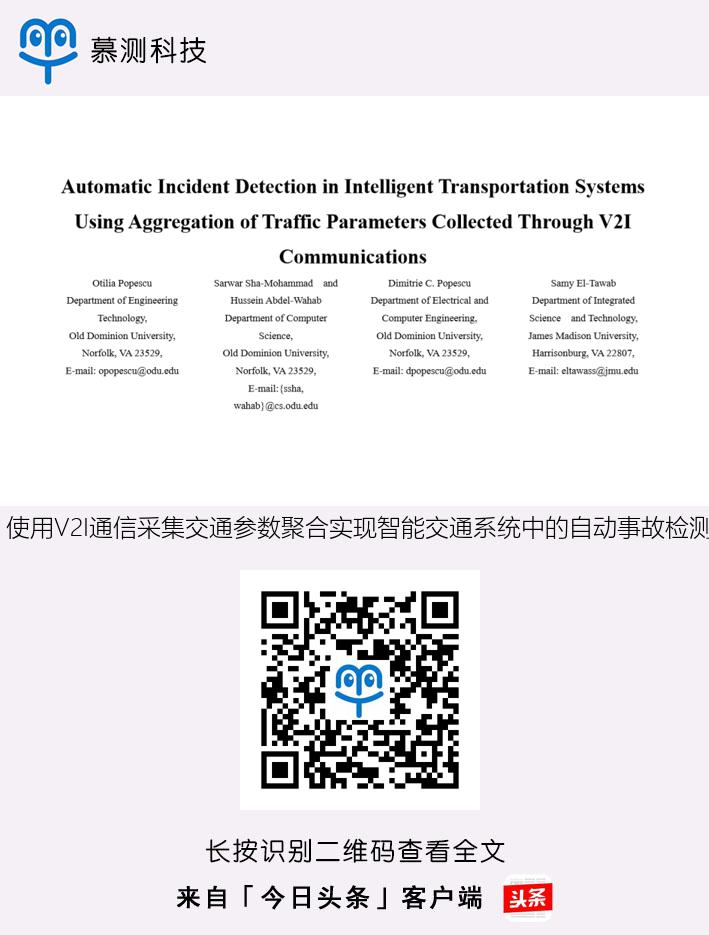 慕测科技
Automatic Incident Detection in Intelligent Transportation Systems
Using Aggregation of Traffic Parameters Collected Through V2I
Communications
Otilia Popescu
Department of Engineering
Technology,
Old Dominion University,
Norfolk, VA 23529,
E-mail: opopescu@odu.edu
Sarwar Sha-Mohammad and
Hussein Abdel-Wahab
Department of Computer
Science,
Old Dominion University,
Norfolk, VA 23529,
E-mail:{ssha,
wahab}@cs.odu.edu
Dimitrie C. Popescu
Department of Electrical and
Computer Engineering,
Old Dominion University,
Norfolk, VA 23529,
E-mail: dpopescu@odu.edu
Samy El-Tawab
Department of Integrated
Science and Technology,
James Madison University,
Harrisonburg, VA 22807,
E-mail: eltawass@jmu.edu
使用V2I通信采集交通参数聚合实现智能交通系统中的自动事故检测
长按识别二维码查看全文
来自「今日头条」客户端
头条